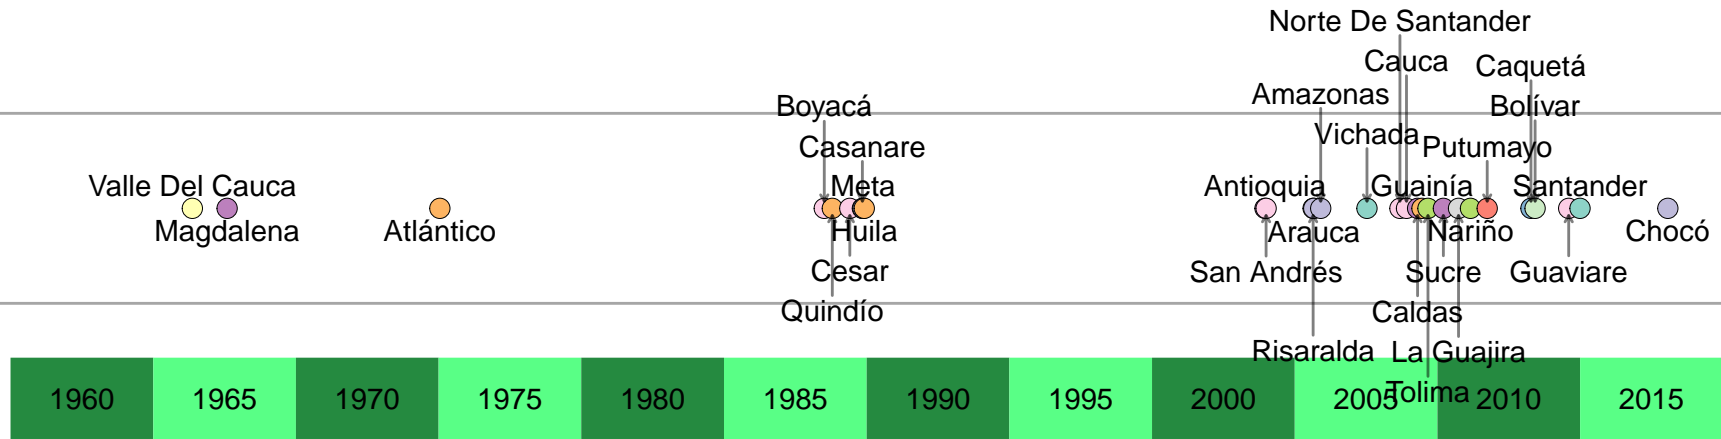 Norte De Santander
Cauca
Caquetá
Amazonas
Bolívar
Boyacá
Vichada
Casanare
Putumayo
Valle Del Cauca
Meta
Antioquia
Guainía
Santander
Magdalena
Atlántico
Huila
Arauca
Nariño
Chocó
Cesar
San Andrés
Sucre
Guaviare
Quindío
Caldas
Risaralda
La Guajira
Tolima
1960 1965 1970 1975 1980 1985 1990 1995 2000 2005 2010 2015